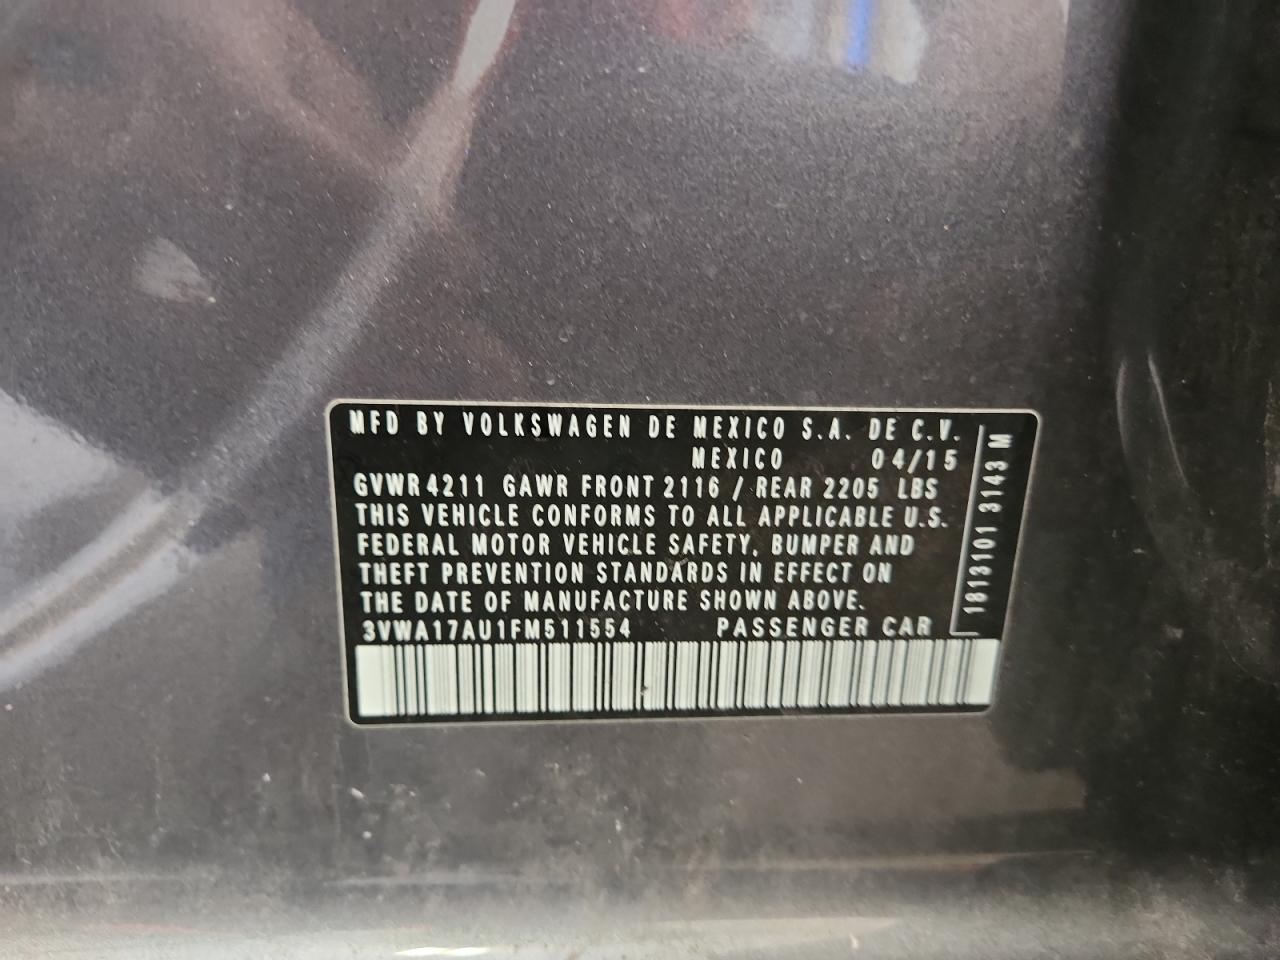 MFD BY VOLKSWAGEN DE MEXICO S.A. DE C.V.
MEXICO 04/15
GVWR 4211 GAWR FRONT 2116 / REAR 2205 LBS
THIS VEHICLE CONFORMS TO ALL APPLICABLE U.S.
FEDERAL MOTOR VEHICLE SAFETY, BUMPER AND
THEFT PREVENTION STANDARDS IN EFFECT ON
THE DATE OF MANUFACTURE SHOWN ABOVE.
3VWA17AU1FM511554 PASSENGER CAR
1813101 3143 M